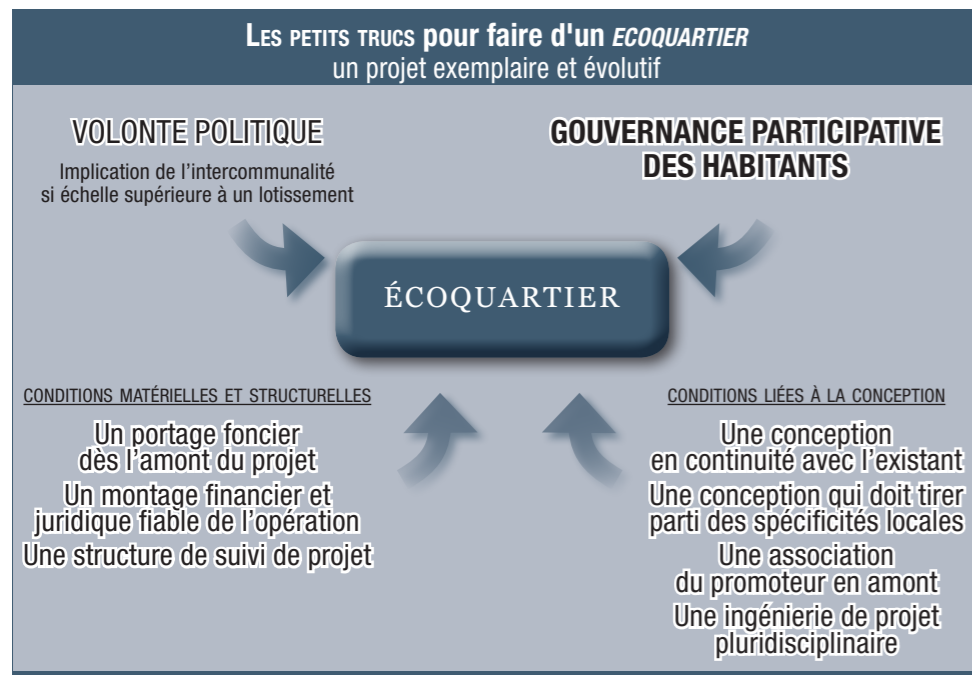 LES PETITS TRUCS pour faire d'un ECOQUARTIER
un projet exemplaire et évolutif
VOLONTE POLITIQUE
Implication de l'intercommunalité
si échelle supérieure à un lotissement
GOUVERNANCE PARTICIPATIVE
DES HABITANTS
ÉCOQUARTIER
CONDITIONS MATÉRIELLES ET STRUCTURELLES
Un portage foncier
dès l'amont du projet
Un montage financier et
juridique fiable de l'opération
Une structure de suivi de projet
CONDITIONS LIÉES À LA CONCEPTION
Une conception
en continuité avec l'existant
Une conception qui doit tirer
parti des spécificités locales
Une association
du promoteur en amont
Une ingénierie de projet
pluridisciplinaire